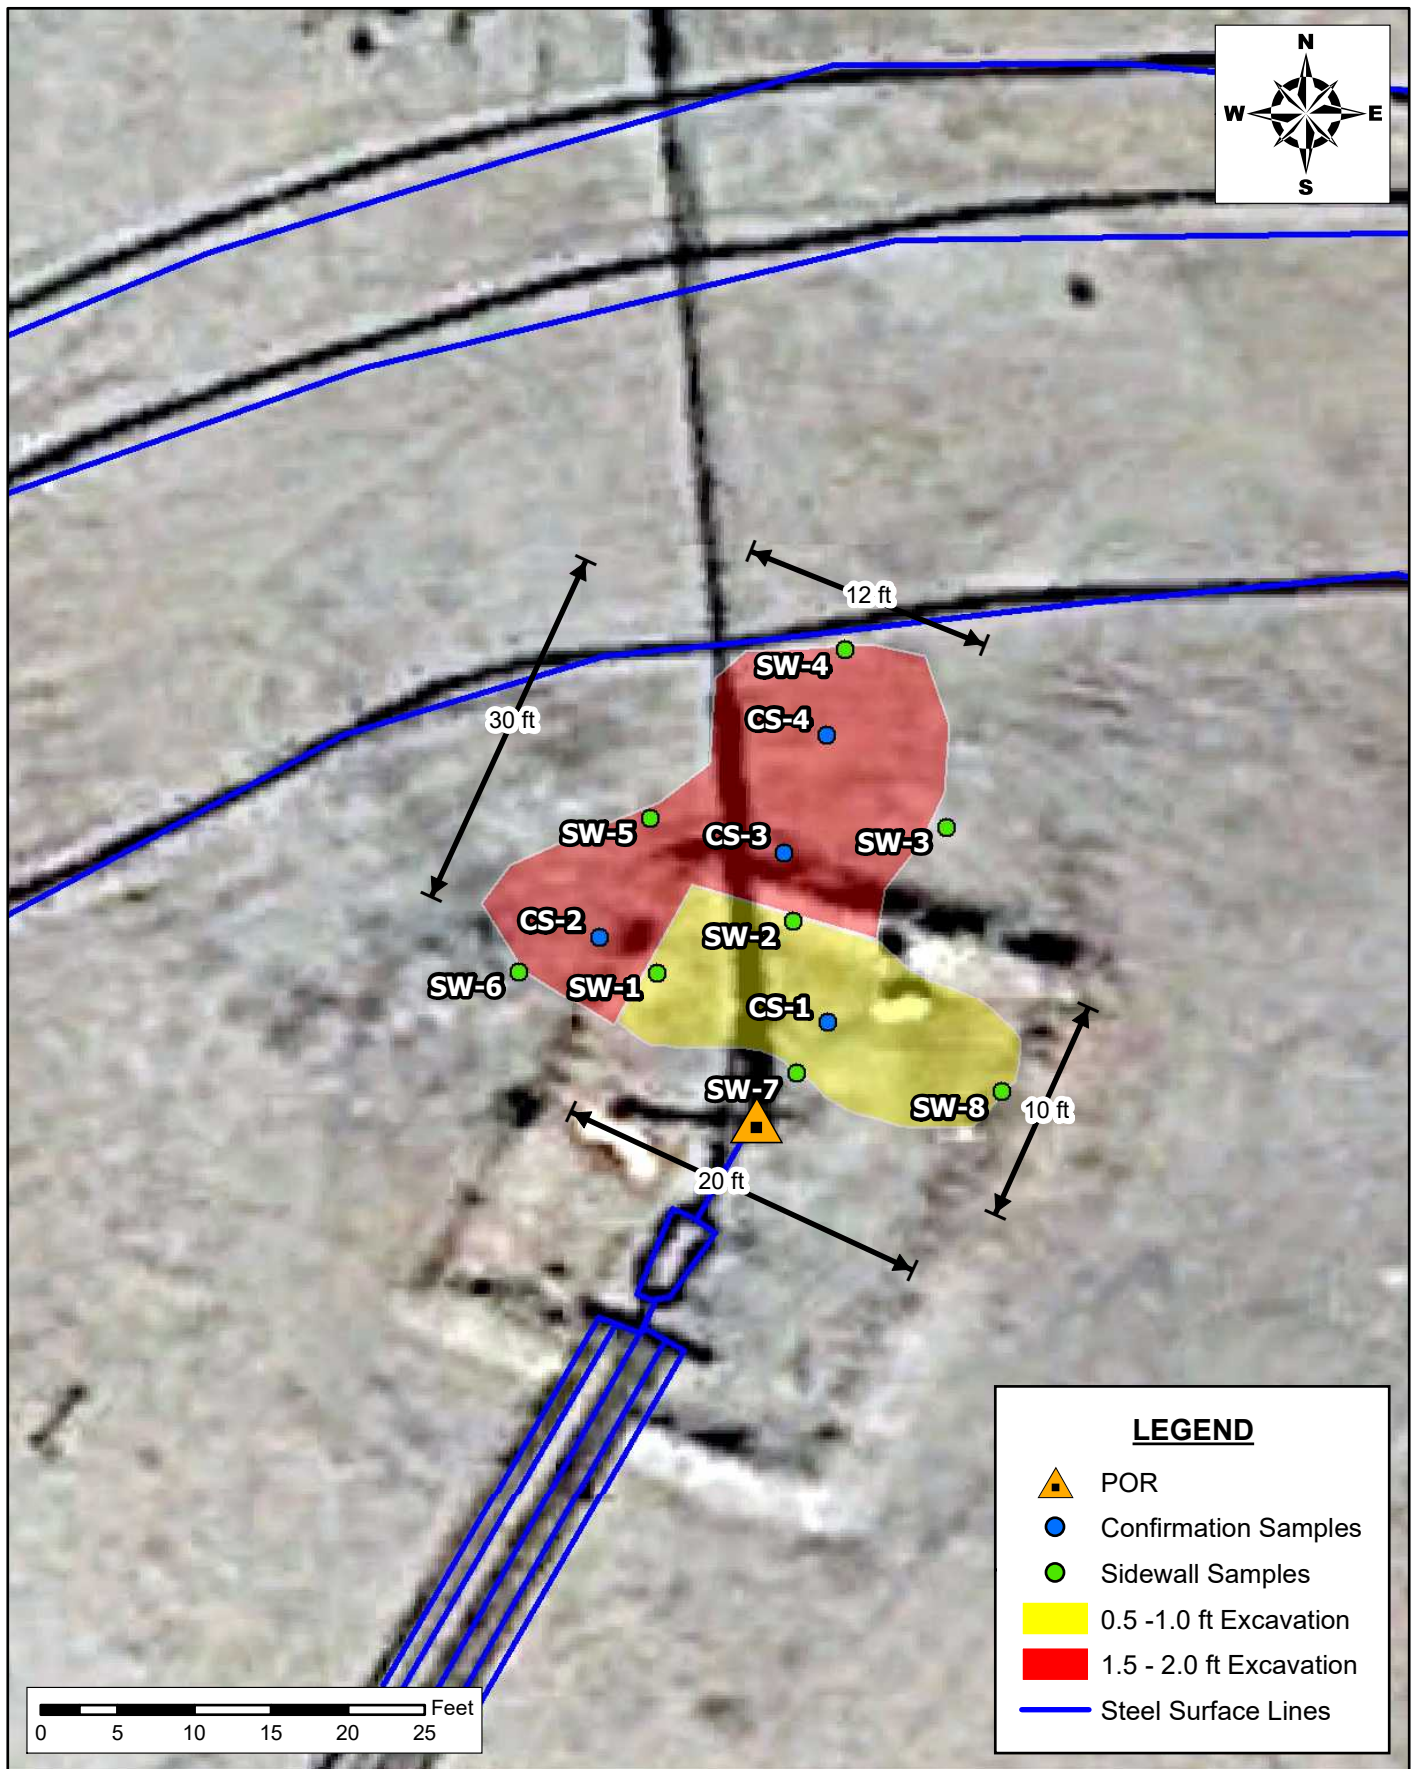 N
W E
S
12 ft
30 ft
SW-4
CS-4
SW-5
CS-3
SW-3
CS-2
SW-2
SW-6
SW-1
CS-1
SW-7
SW-8
10 ft
20 ft
LEGEND
POR
Confirmation Samples
Sidewall Samples
0.5 -1.0 ft Excavation
1.5 - 2.0 ft Excavation
Steel Surface Lines
Feet
0 5 10 15 20 25